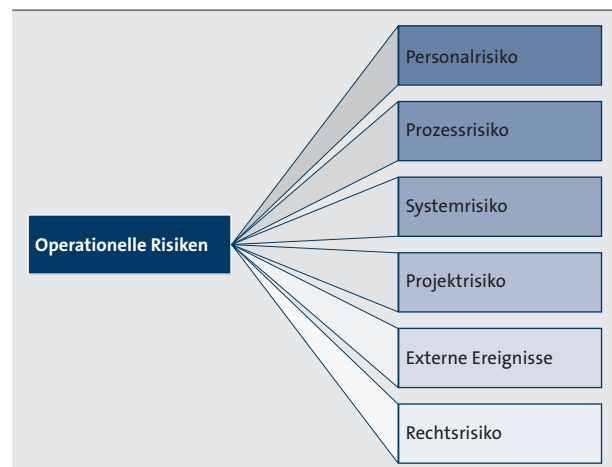 Operationelle Risiken
Personalrisiko
Prozessrisiko
Systemrisiko
Projektrisiko
Externe Ereignisse
Rechtsrisiko